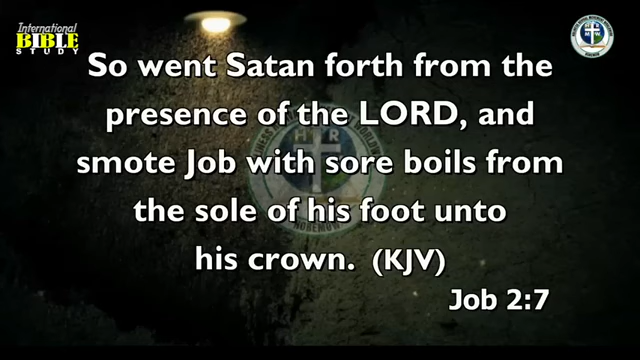 International
BIBLE
STUDY
So went Satan forth from the
presence of the LORD, and
smote Job with sore boils from
the sole of his foot unto
his crown. (KJV)
Job 2:7